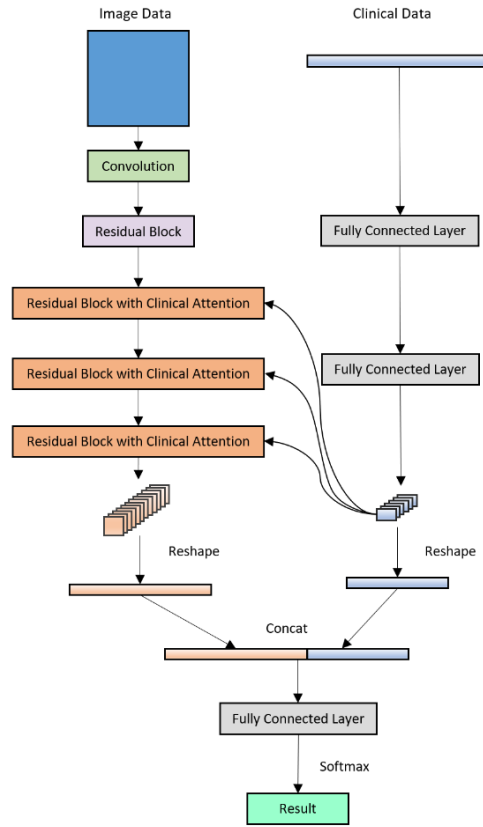 Image Data
Clinical Data
Convolution
Residual Block
Fully Connected Layer
Residual Block with Clinical Attention
Residual Block with Clinical Attention
Fully Connected Layer
Residual Block with Clinical Attention
Reshape
Reshape
Concat
Fully Connected Layer
Softmax
Result